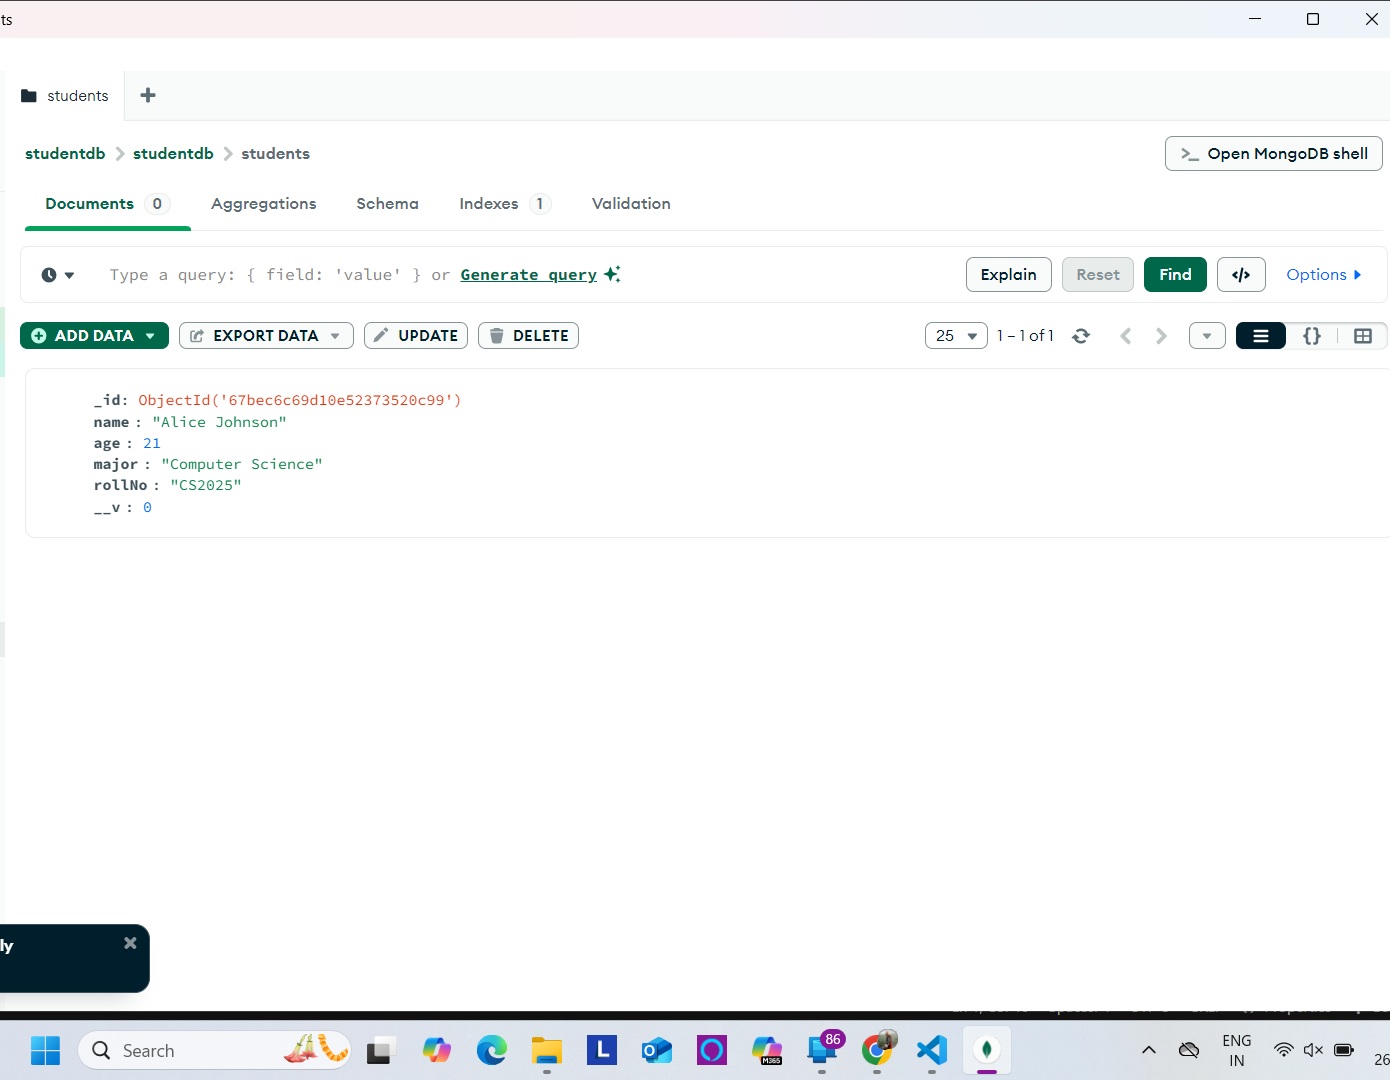 ts
students
studentdb > studentdb > students
>_ Open MongoDB shell
Documents 0 Aggregations Schema Indexes 1 Validation
Type a query: { field: 'value' } or Generate query
Explain Reset Find </> Options
ADD DATA EXPORT DATA UPDATE DELETE
25 1 – 1 of 1 {}
_id: ObjectId('67bec6c69d10e52373520c99')
name : "Alice Johnson"
age : 21
major : "Computer Science"
rollNo : "CS2025"
__v : 0
ly
Search
L
M365
86
ENG
IN
26